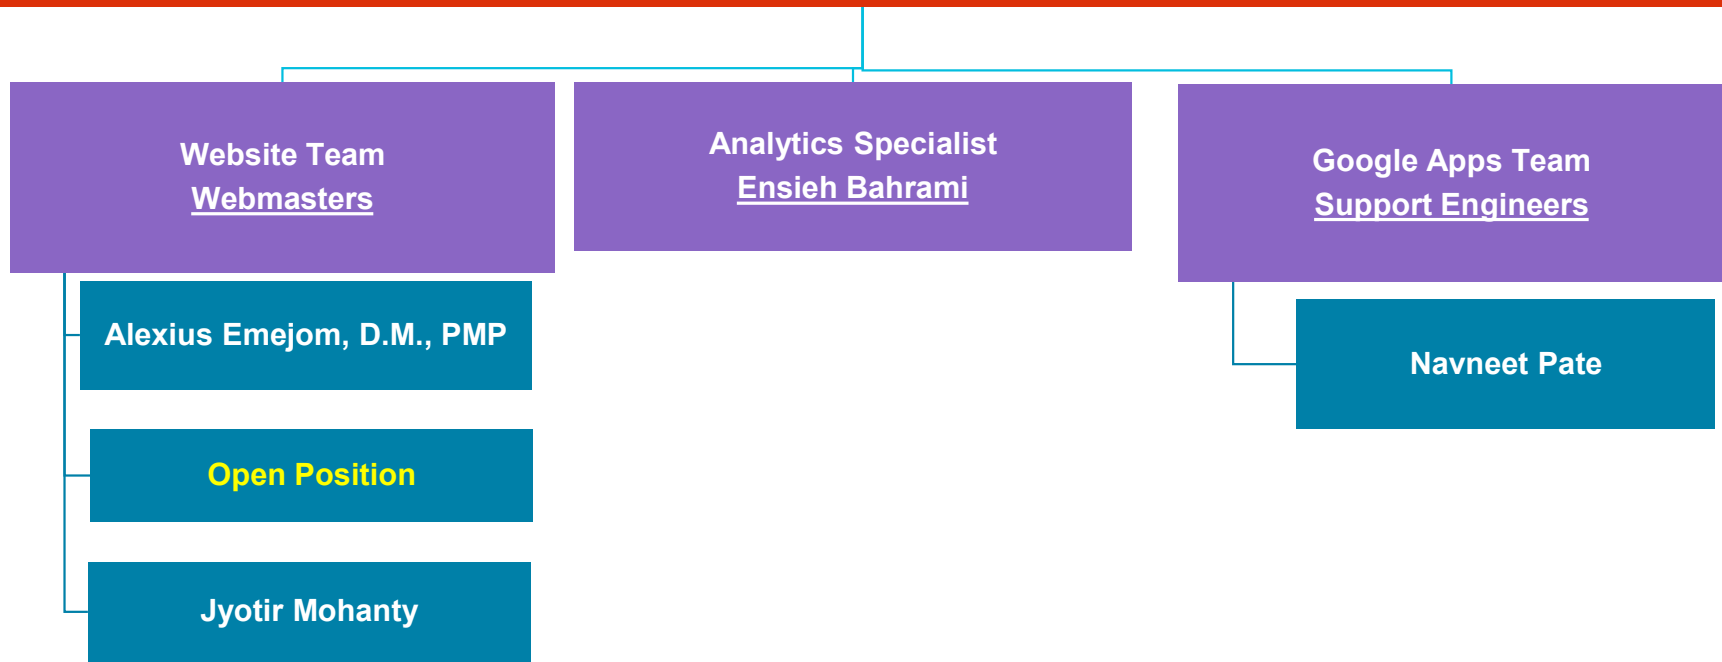 Website Team
Webmasters
Analytics Specialist
Ensieh Bahrami
Google Apps Team
Support Engineers
Alexius Emejom, D.M., PMP
Open Position
Jyotir Mohanty
Navneet Pate